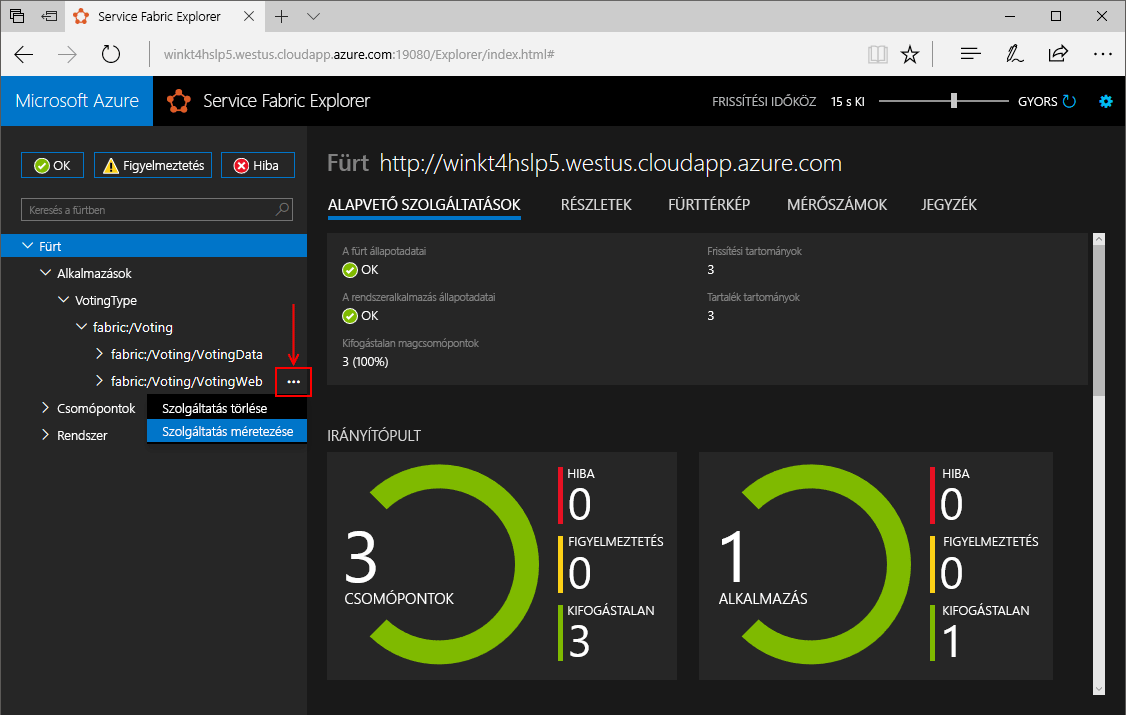 Service Fabric Explorer
winkt4hslp5.westus.cloudapp.azure.com:19080/Explorer/index.html#
Microsoft Azure
Service Fabric Explorer
FRISSÍTÉSI IDŐKÖZ 15 s KI GYORS
OK Figyelmeztetés Hiba
Keresés a fürtben
Fürt
Alkalmazások
VotingType
fabric:/Voting
fabric:/Voting/VotingData
fabric:/Voting/VotingWeb ...
Csomópontok
Rendszer
Szolgáltatás törlése
Szolgáltatás méretezése
Fürt http://winkt4hslp5.westus.cloudapp.azure.com
ALAPVETŐ SZOLGÁLTATÁSOK RÉSZLETEK FÜRTTÉRKÉP MÉRŐSZÁMOK JEGYZÉK
A fürt állapotadatai
OK
A rendszeralkalmazás állapotadatai
OK
Kifogástalan magcsomópontok
3 (100%)
Frissítési tartományok
3
Tartalék tartományok
3
IRÁNYÍTÓPULT
3
CSOMÓPONTOK
HIBA
0
FIGYELMEZTETÉS
0
KIFOGÁSTALAN
3
1
ALKALMAZÁS
HIBA
0
FIGYELMEZTETÉS
0
KIFOGÁSTALAN
1